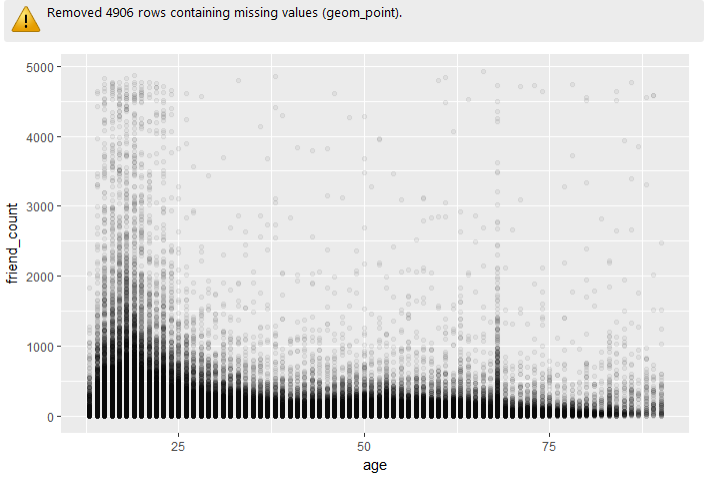 Removed 4906 rows containing missing values (geom_point).
5000
4000
3000
2000
1000
0
friend_count
25 50 75
age